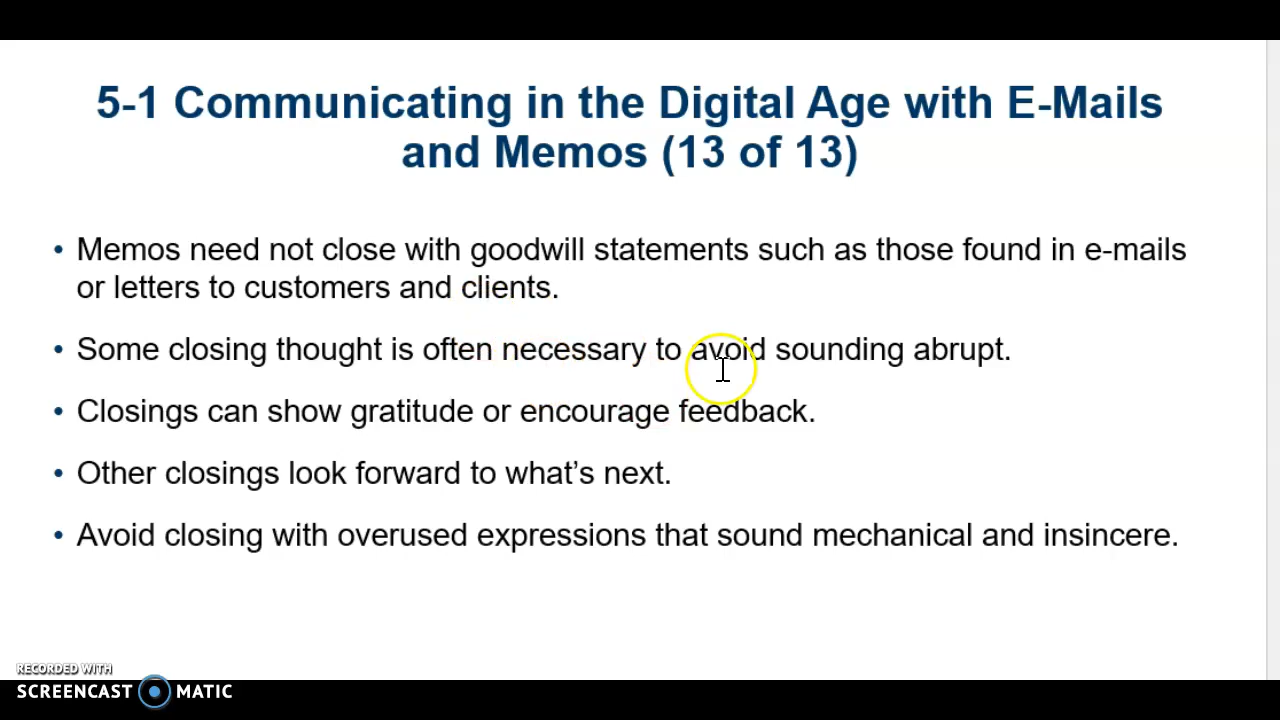 5-1 Communicating in the Digital Age with E-Mails
and Memos (13 of 13)
• Memos need not close with goodwill statements such as those found in e-mails
or letters to customers and clients.
• Some closing thought is often necessary to avoid sounding abrupt.
• Closings can show gratitude or encourage feedback.
• Other closings look forward to what’s next.
• Avoid closing with overused expressions that sound mechanical and insincere.
RECORDED WITH
SCREENCAST MATIC